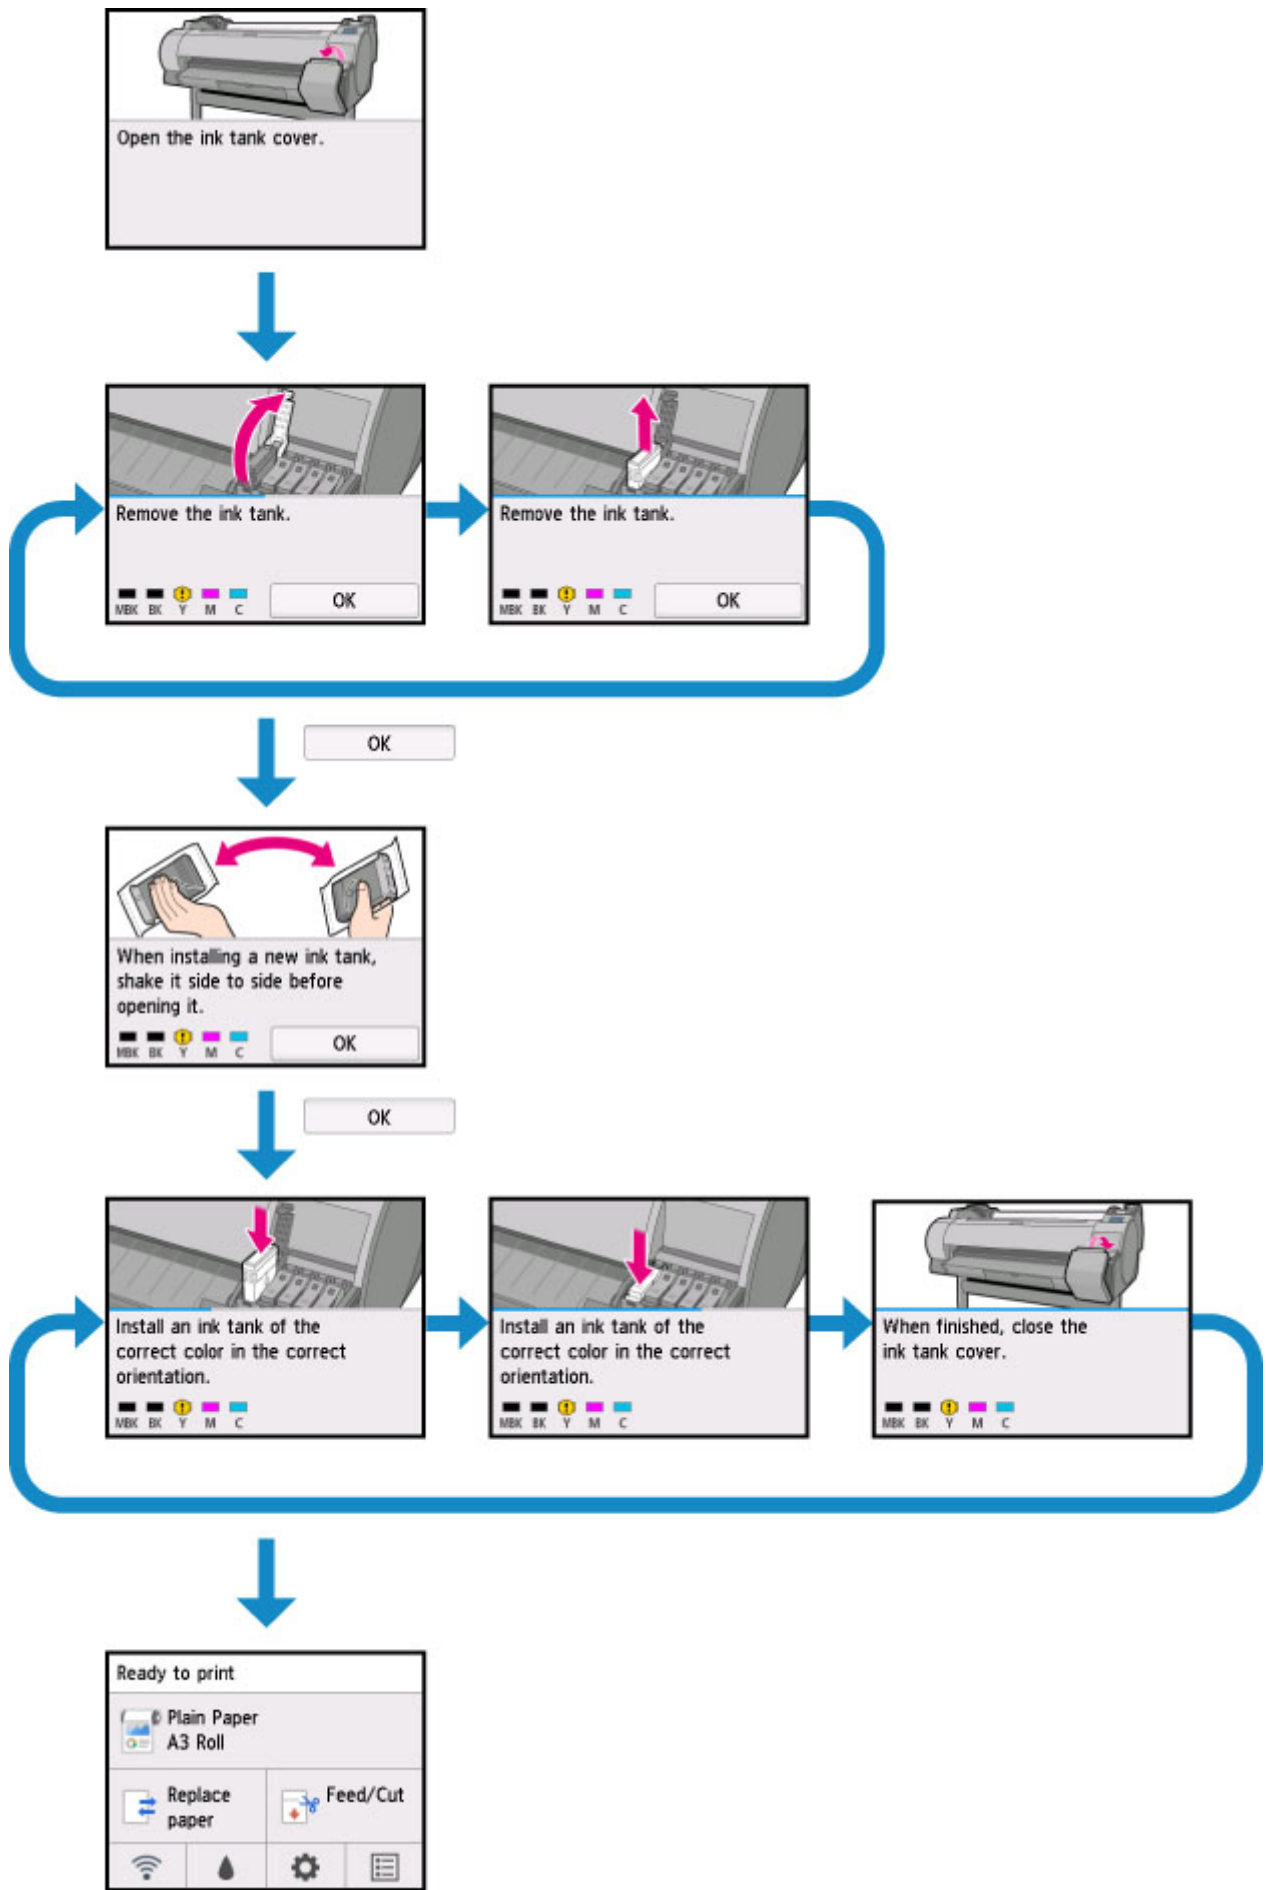 Open the ink tank cover.
Remove the ink tank.
MBK BK Y M C
OK
Remove the ink tank.
MBK BK Y M C
OK
OK
When installing a new ink tank,
shake it side to side before
opening it.
MBK BK Y M C
OK
OK
Install an ink tank of the
correct color in the correct
orientation.
MBK BK Y M C
Install an ink tank of the
correct color in the correct
orientation.
MBK BK Y M C
When finished, close the
ink tank cover.
MBK BK Y M C
Ready to print
Plain Paper
A3 Roll
Replace
paper
Feed/Cut